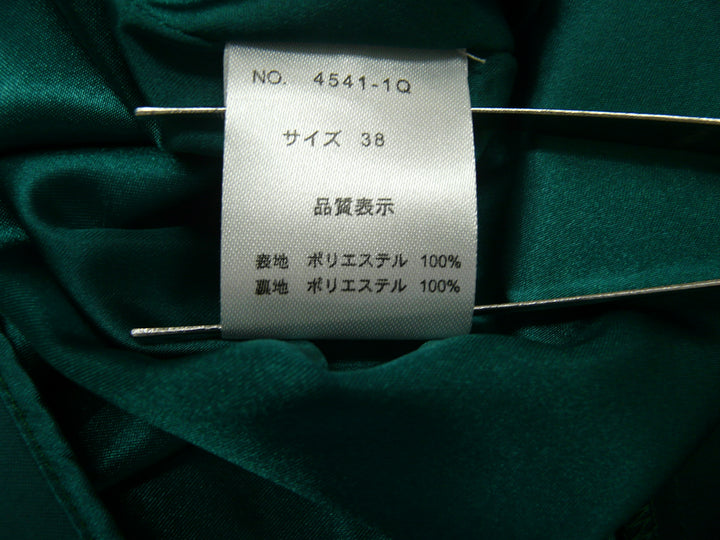 NO. 4541-1Q
サイズ 38
品質表示
表地 ポリエステル 100%
裏地 ポリエステル 100%